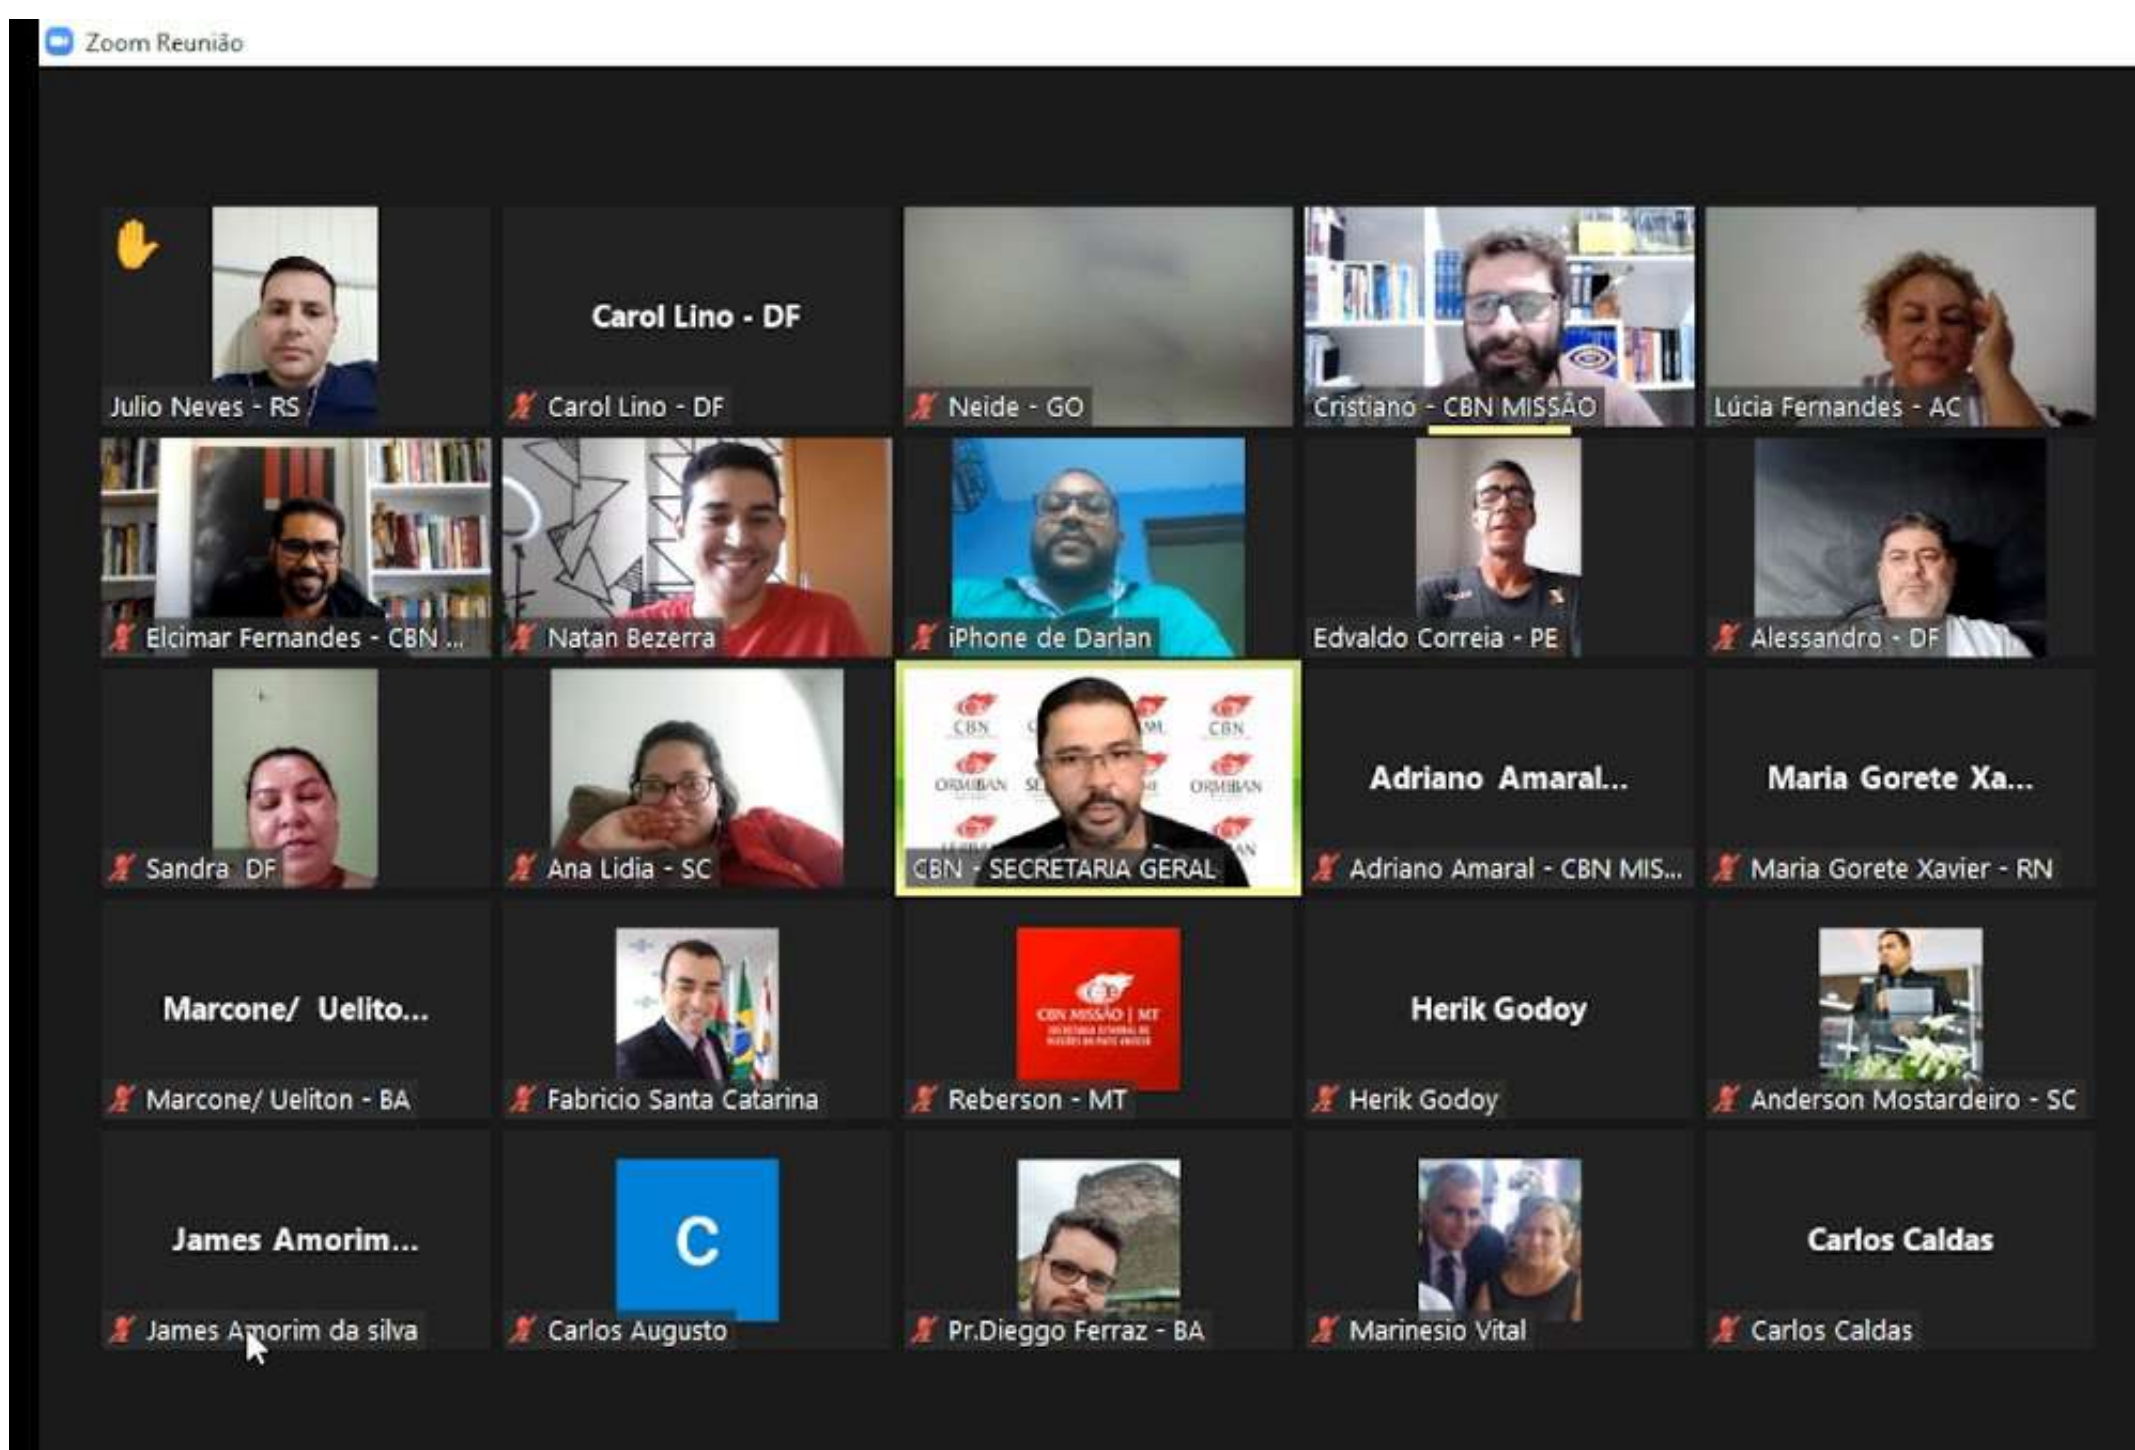 Zoom Reunião
Julio Neves - RS
Carol Lino - DF
Carol Lino - DF
Neide - GO
Cristiano - CBN MISSÃO
Lúcia Fernandes - AC
Elcimar Fernandes - CBN ...
Natan Bezerra
iPhone de Darlan
Edvaldo Correia - PE
Alessandro - DF
Sandra DF
Ana Lidia - SC
CBN
CBN
ORMIBAN
ORMIBAN
CBN - SECRETARIA GERAL
Adriano Amaral...
Adriano Amaral - CBN MIS...
Maria Gorete Xa...
Maria Gorete Xavier - RN
Marcone/ Uelito...
Marcone/ Ueliton - BA
Fabricio Santa Catarina
CBN MISSÃO | MT
Reberson - MT
Herik Godoy
Herik Godoy
Anderson Mostardeiro - SC
James Amorim...
James Amorim da silva
C
Carlos Augusto
Pr.Dieggo Ferraz - BA
Marinesio Vital
Carlos Caldas
Carlos Caldas